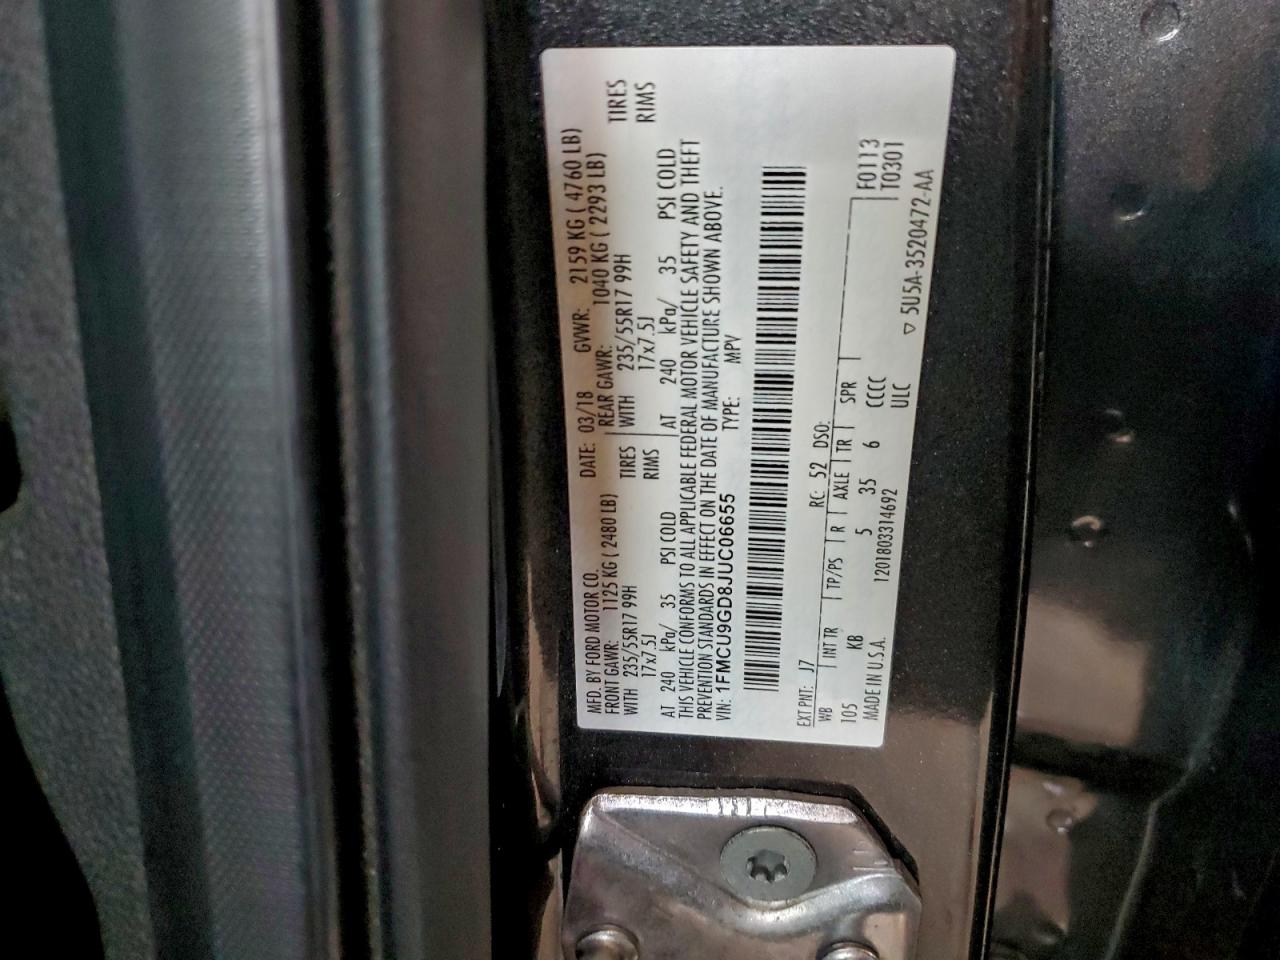 MFD. BY FORD MOTOR CO. DATE: 03/18 GVWR: 2159 KG ( 4760 LB)
FRONT GAWR: 1125 KG ( 2480 LB) REAR GAWR: 1040 KG ( 2293 LB)
WITH 235/55R17 99H TIRES WITH 235/55R17 99H TIRES
17x7.5J RIMS 17x7.5J RIMS
AT 240 kPa/ 35 PSI COLD AT 240 kPa/ 35 PSI COLD
THIS VEHICLE CONFORMS TO ALL APPLICABLE FEDERAL MOTOR VEHICLE SAFETY AND THEFT
PREVENTION STANDARDS IN EFFECT ON THE DATE OF MANUFACTURE SHOWN ABOVE.
VIN: 1FMCU9GD8JUC06655 TYPE: MPV
EXT PNT: J7 RC: 52 DSO:
WB INT TR TP/PS R AXLE TR SPR F0113
105 KB 5 35 6 CCCC T0301
MADE IN U.S.A. 1201803314692 ULC ▽ 5U5A-3520472-AA